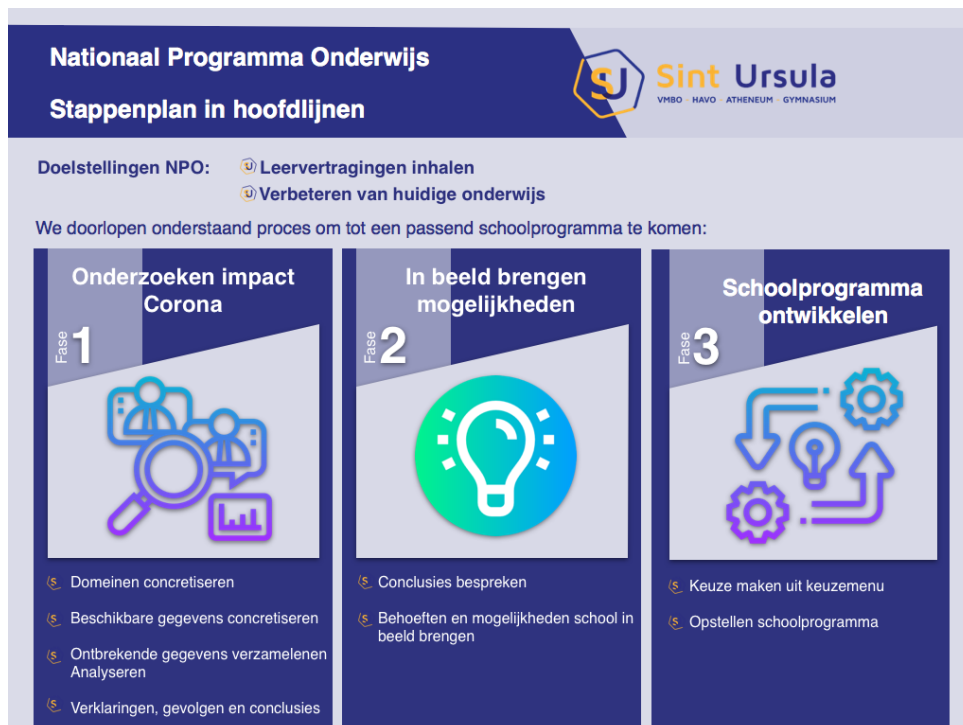 Nationaal Programma Onderwijs
Stappenplan in hoofdlijnen
SU
Sint Ursula
VMBO HAVO ATHENEUM GYMNASIUM
Doelstellingen NPO:
Leervertragingen inhalen
Verbeteren van huidige onderwijs
We doorlopen onderstaand proces om tot een passend schoolprogramma te komen:
Onderzoeken impact
Corona
Fase 1
Domeinen concretiseren
Beschikbare gegevens concretiseren
Ontbrekende gegevens verzamelenen
Analyseren
Verklaringen, gevolgen en conclusies
In beeld brengen
mogelijkheden
Fase 2
Conclusies bespreken
Behoeften en mogelijkheden school in
beeld brengen
Schoolprogramma
ontwikkelen
Fase 3
Keuze maken uit keuzemenu
Opstellen schoolprogramma